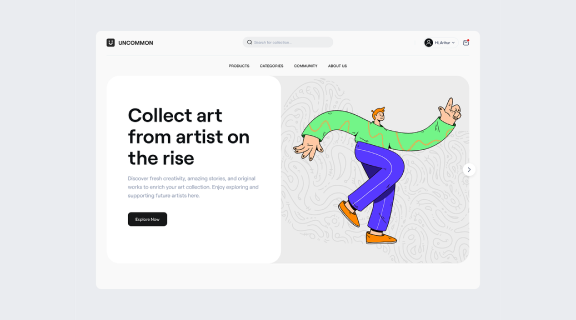 UNCOMMON
Search for collection..
Hi, Arthur
PRODUCTS
CATEGORIES
COMMUNITY
ABOUT US
Collect art
from artist on
the rise
Discover fresh creativity, amazing stories, and original
works to enrich your art collection. Enjoy exploring and
supporting future artists here.
Explore Now